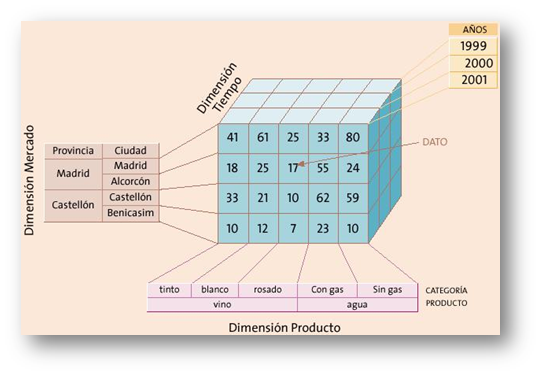 AÑOS
1999
2000
2001
Dimensión
Tiempo
41 61 25 33 80
DATO
Provincia Ciudad
Madrid Madrid
Alcorcón
Castellón Castellón
Benicasim
Dimensión Mercado
18 25 17 55 24
33 21 10 62 59
10 12 7 23 10
tinto blanco rosado Con gas Sin gas CATEGORÍA
vino agua PRODUCTO
Dimensión Producto